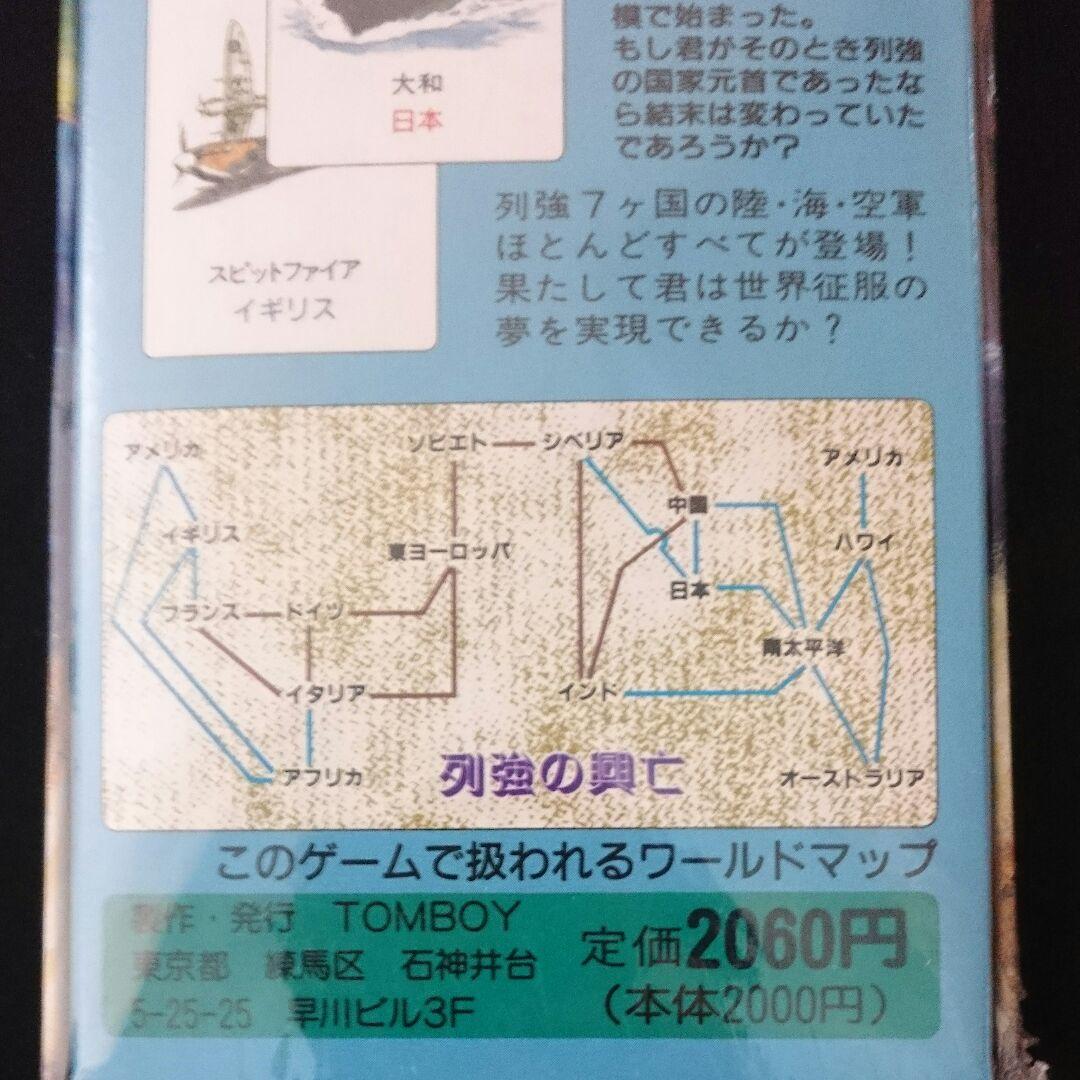 模で始まった。
もし君がそのとき列強
の国家元首であったな
ら結末は変わっていた
であろうか？
大和
日本
スピットファイア
イギリス
列強７ヶ国の陸・海・空軍
ほとんどすべてが登場！
果たして君は世界征服の
夢を実現できるか？
アメリカ
ソビエト
シベリア
アメリカ
イギリス
東ヨーロッパ
中國
ハワイ
フランス
ドイツ
日本
南太平洋
イタリア
インド
アフリカ
列強の興亡
オーストラリア
このゲームで扱われるワールドマップ
製作・発行 TOMBOY
東京都 練馬区 石神井台
5-25-25 早川ビル3F
定価2060円
（本体2000円）